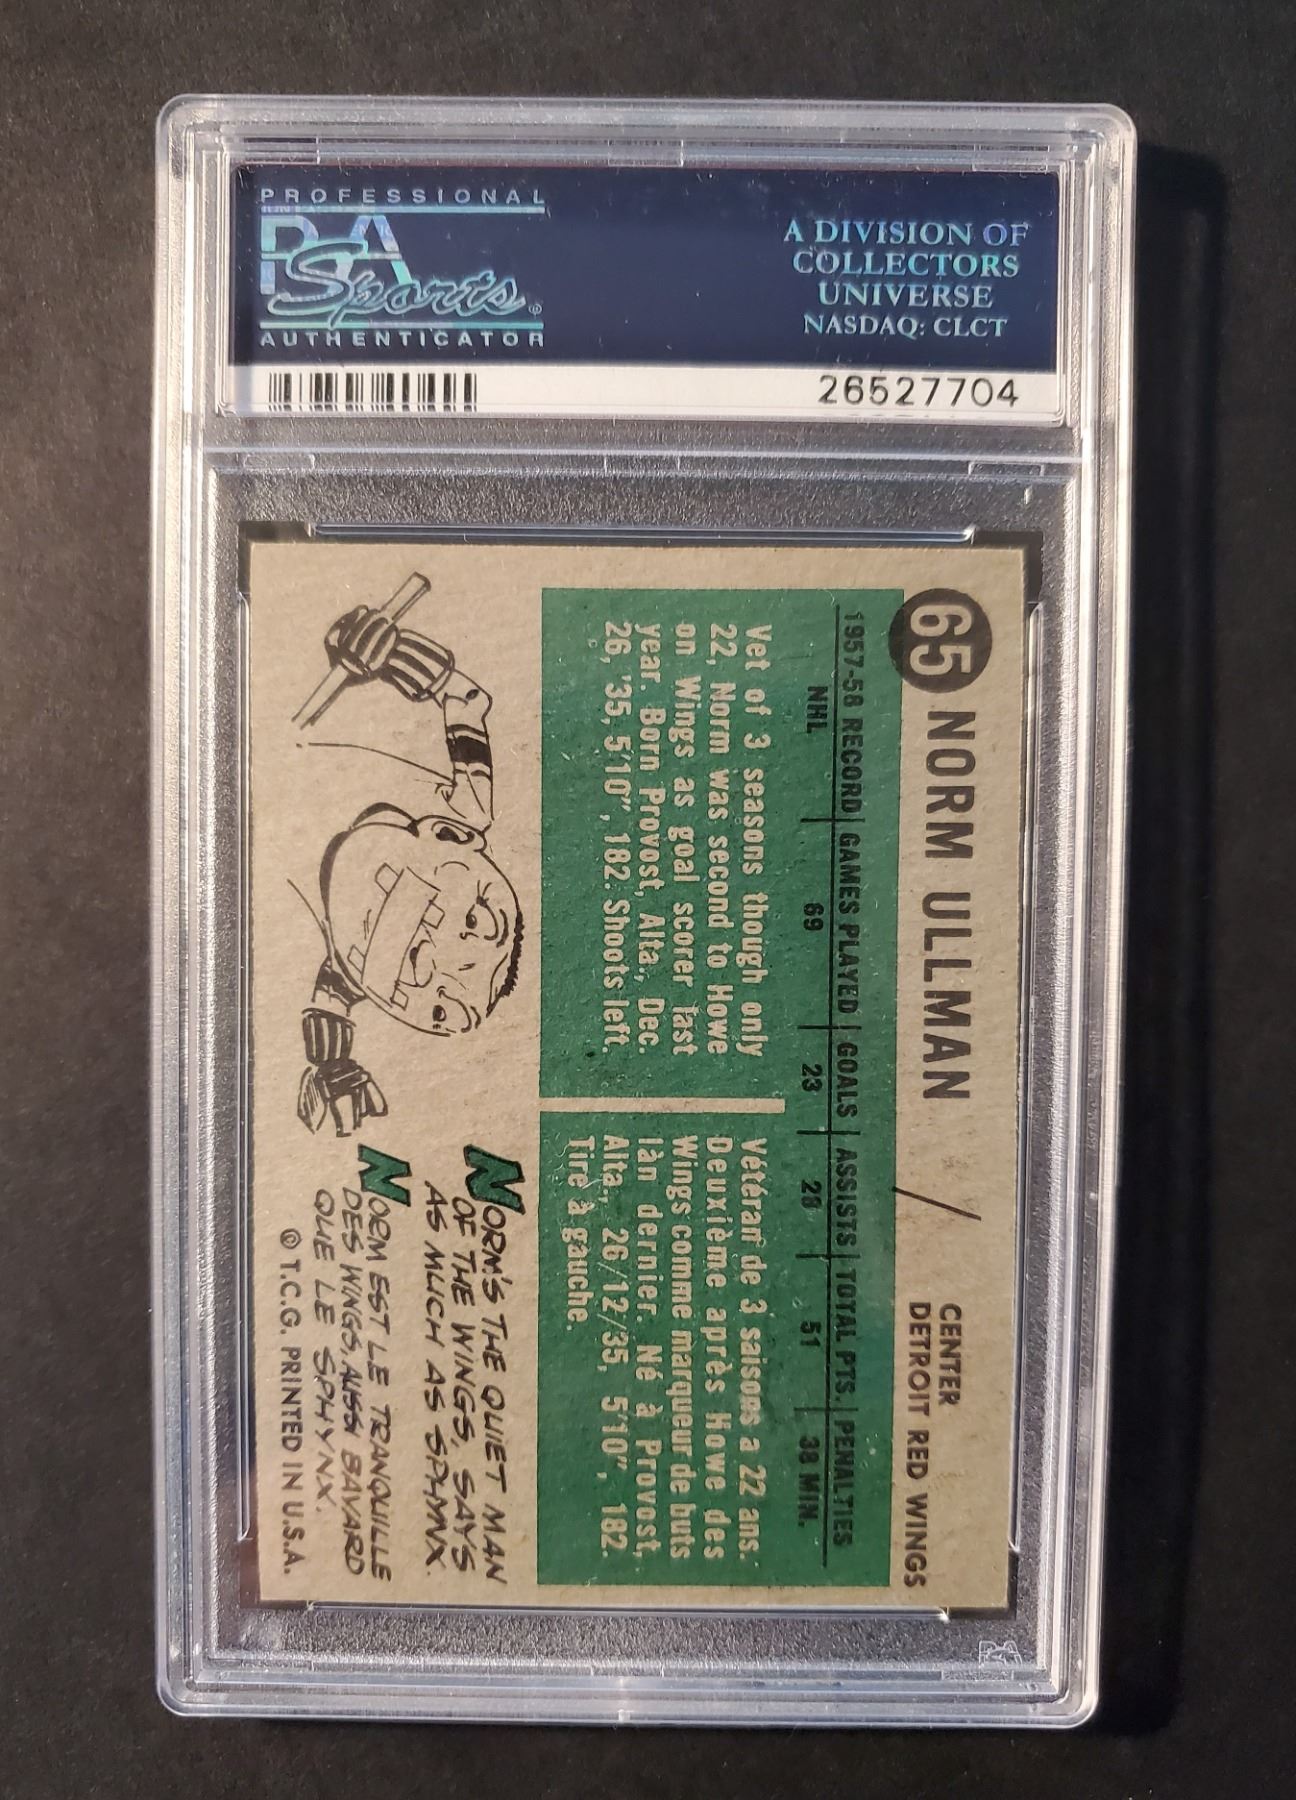 PROFESSIONAL
PSA
Sports
AUTHENTICATOR
A DIVISION OF
COLLECTORS
UNIVERSE
NASDAQ: CLCT
26527704
65 NORM ULLMAN /
CENTER
DETROIT RED WINGS
1957-58 RECORD GAMES PLAYED GOALS ASSISTS TOTAL PTS. PENALTIES
NHL 69 23 28 51 38 MIN.
Vet of 3 seasons though only
22, Norm was second to Howe
on Wings as goal scorer last
year. Born Provost, Alta., Dec.
26, '35, 5'10", 182. Shoots left.
Vétéran de 3 saisons a 22 ans.
Deuxième après Howe des
Wings comme marqueur de buts
làn dernier. Né à Provost,
Alta., 26/12/35, 5'10", 182.
Tire à gauche.
NORM'S THE QUIET MAN
OF THE WINGS, SAYS
AS MUCH AS SPHYNX.
NORM EST LE TRANQUILLE
DES WINGS, AUSSI BAVARD
QUE LE SPHYNX.
© T.C.G. PRINTED IN U.S.A.
PSA